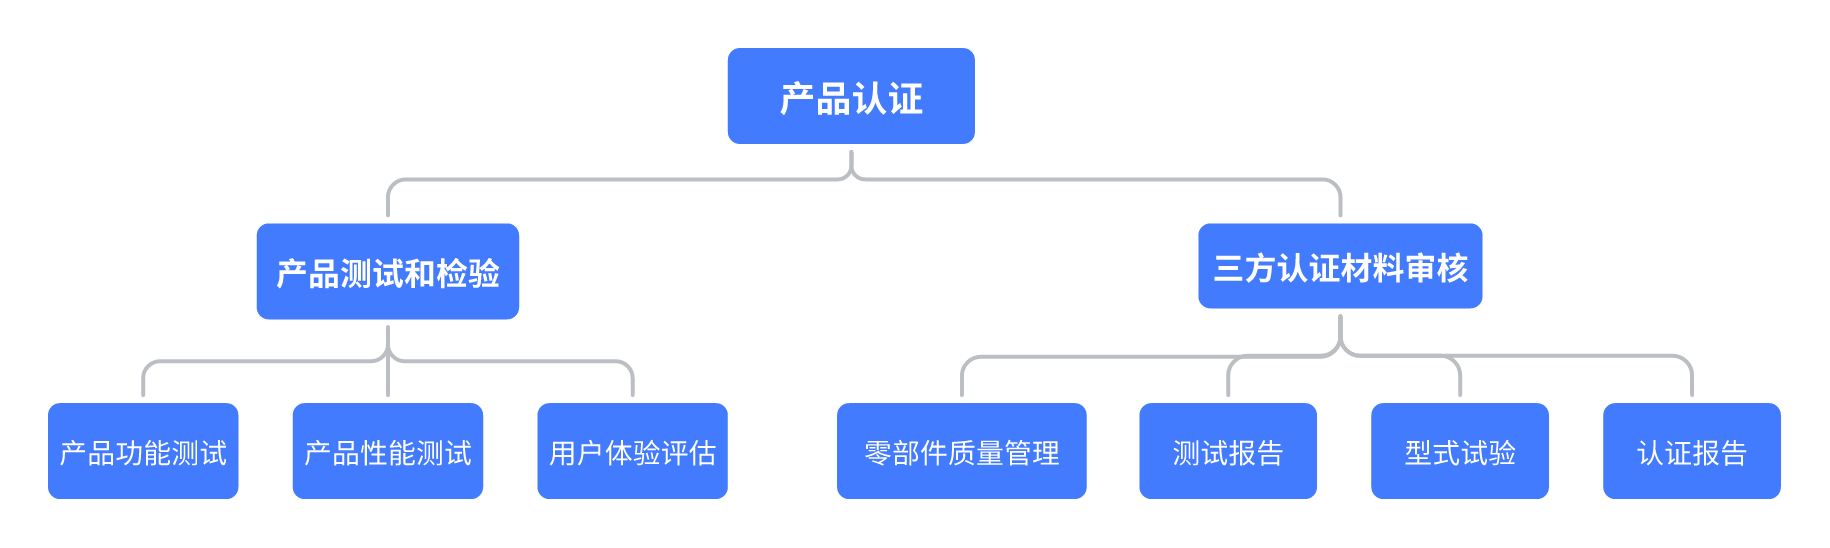 产品认证
产品测试和检验
三方认证材料审核
产品功能测试
产品性能测试
用户体验评估
零部件质量管理
测试报告
型式试验
认证报告